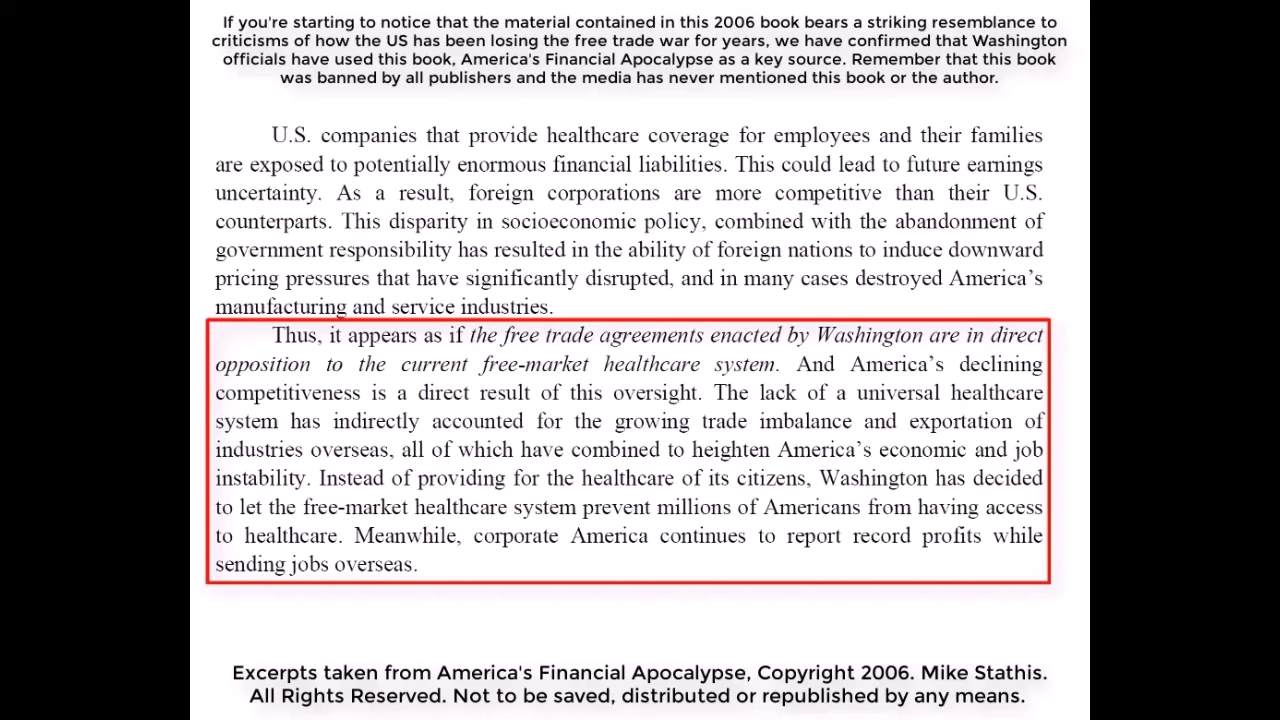 If you're starting to notice that the material contained in this 2006 book bears a striking resemblance to
criticisms of how the US has been losing the free trade war for years, we have confirmed that Washington
officials have used this book, America's Financial Apocalypse as a key source. Remember that this book
was banned by all publishers and the media has never mentioned this book or the author.
U.S. companies that provide healthcare coverage for employees and their families
are exposed to potentially enormous financial liabilities. This could lead to future earnings
uncertainty. As a result, foreign corporations are more competitive than their U.S.
counterparts. This disparity in socioeconomic policy, combined with the abandonment of
government responsibility has resulted in the ability of foreign nations to induce downward
pricing pressures that have significantly disrupted, and in many cases destroyed America’s
manufacturing and service industries.
Thus, it appears as if the free trade agreements enacted by Washington are in direct
opposition to the current free-market healthcare system. And America’s declining
competitiveness is a direct result of this oversight. The lack of a universal healthcare
system has indirectly accounted for the growing trade imbalance and exportation of
industries overseas, all of which have combined to heighten America’s economic and job
instability. Instead of providing for the healthcare of its citizens, Washington has decided
to let the free-market healthcare system prevent millions of Americans from having access
to healthcare. Meanwhile, corporate America continues to report record profits while
sending jobs overseas.
Excerpts taken from America's Financial Apocalypse, Copyright 2006. Mike Stathis.
All Rights Reserved. Not to be saved, distributed or republished by any means.